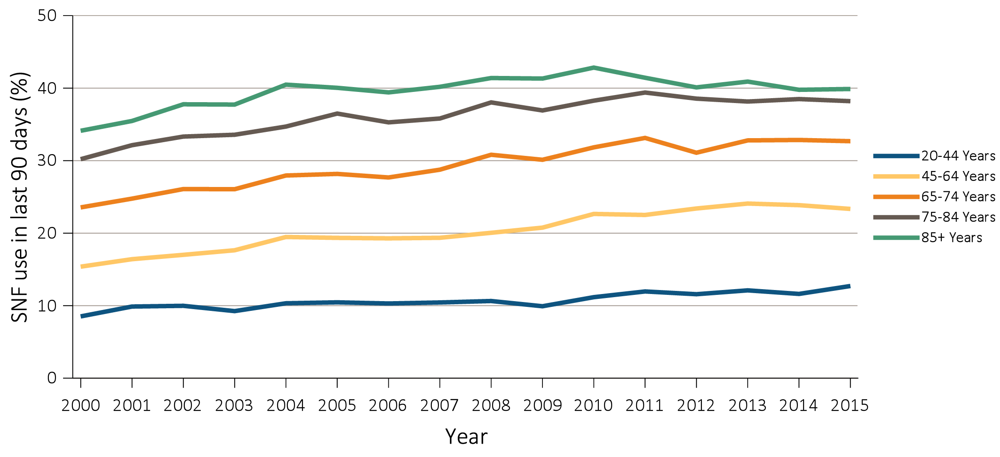 SNF use in last 90 days (%)
50
40
30
20
10
0
2000 2001 2002 2003 2004 2005 2006 2007 2008 2009 2010 2011 2012 2013 2014 2015
Year
20-44 Years
45-64 Years
65-74 Years
75-84 Years
85+ Years